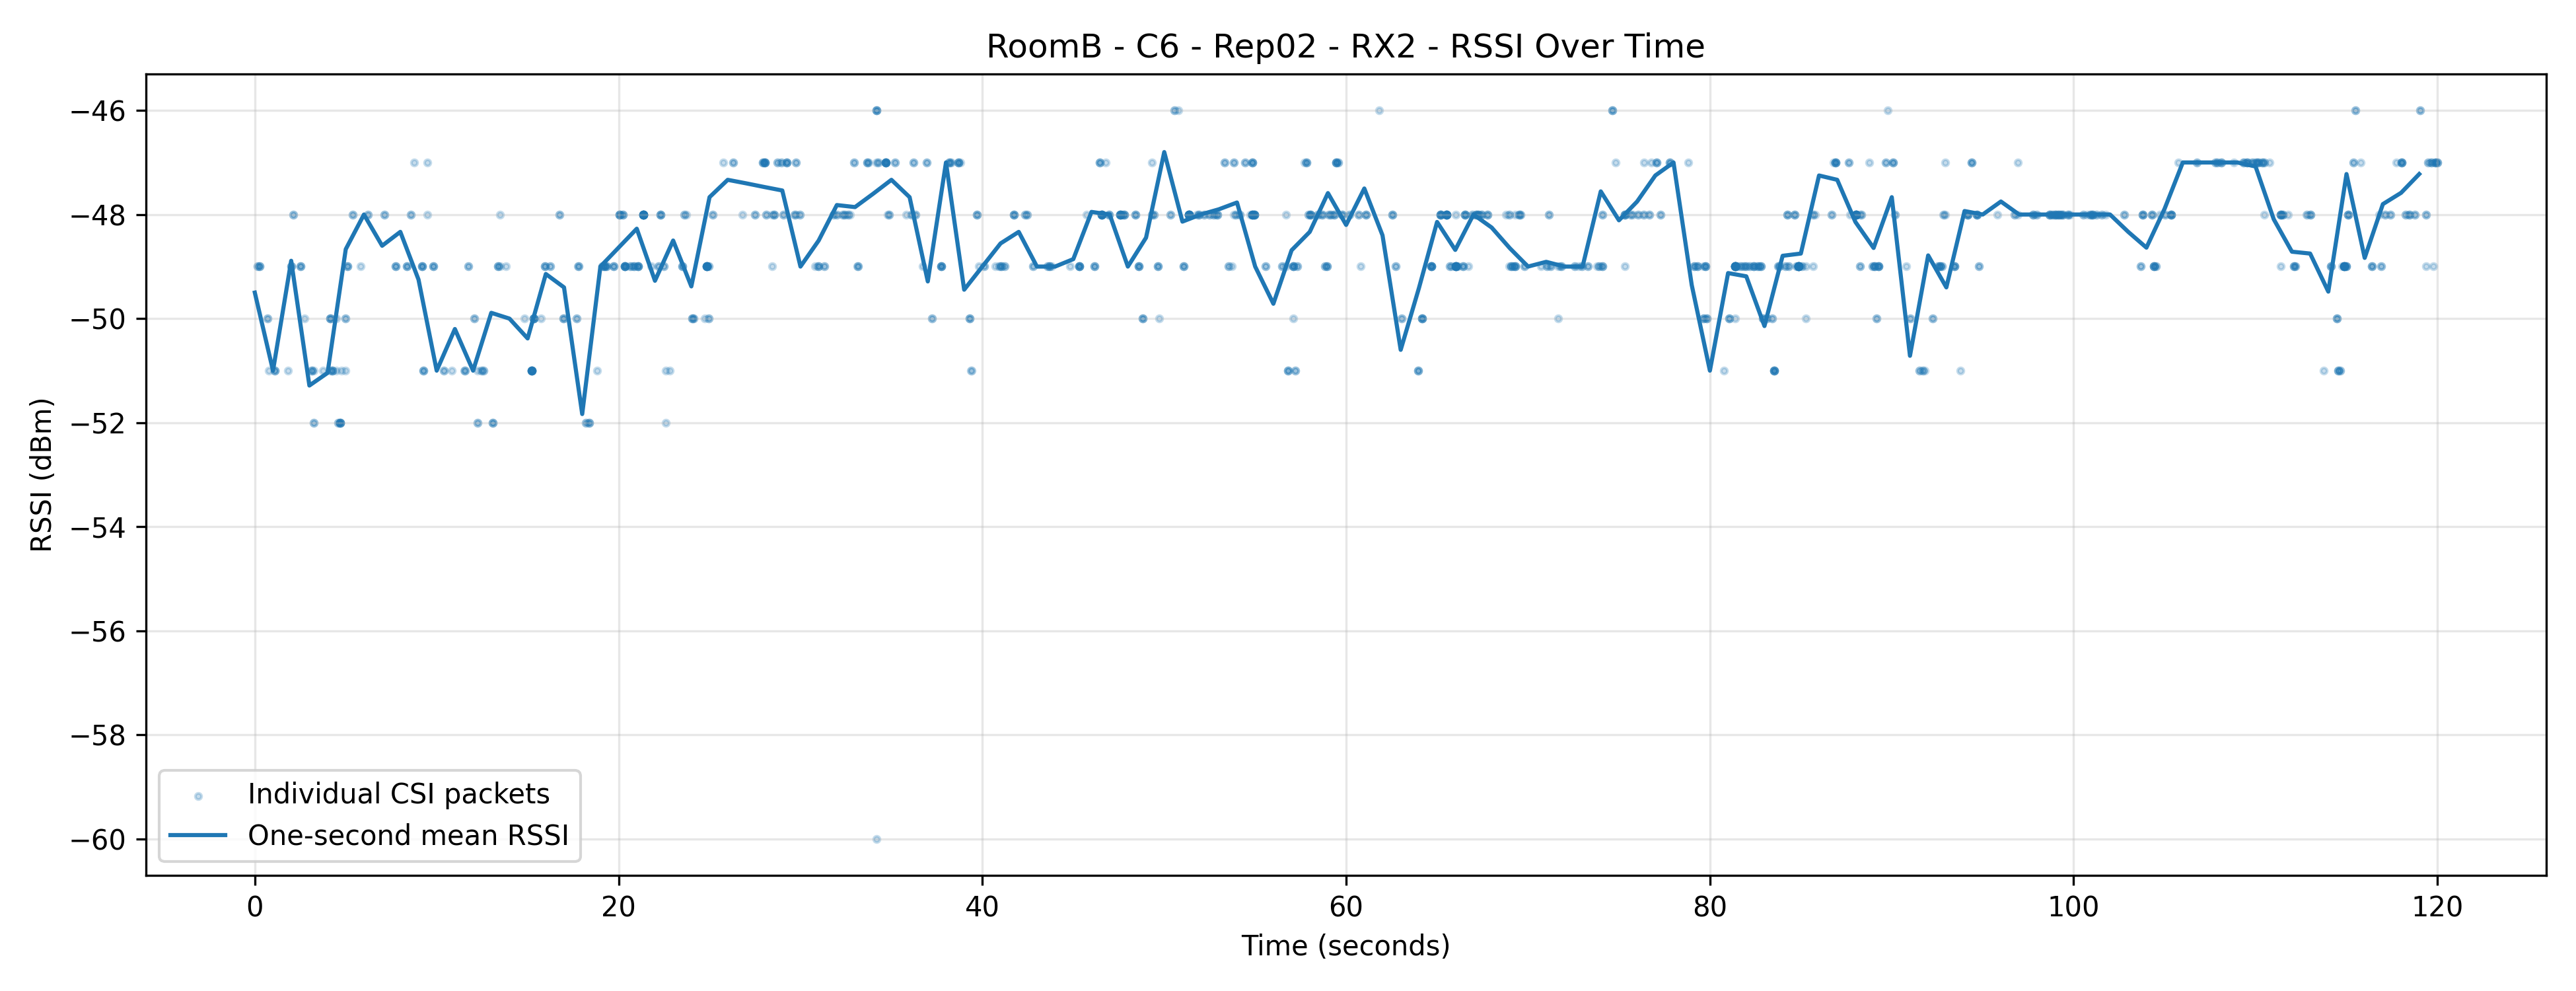 RoomB - C6 - Rep02 - RX2 - RSSI Over Time
RSSI (dBm)
−46
−48
−50
−52
−54
−56
−58
−60
Individual CSI packets
One-second mean RSSI
0 20 40 60 80 100 120
Time (seconds)